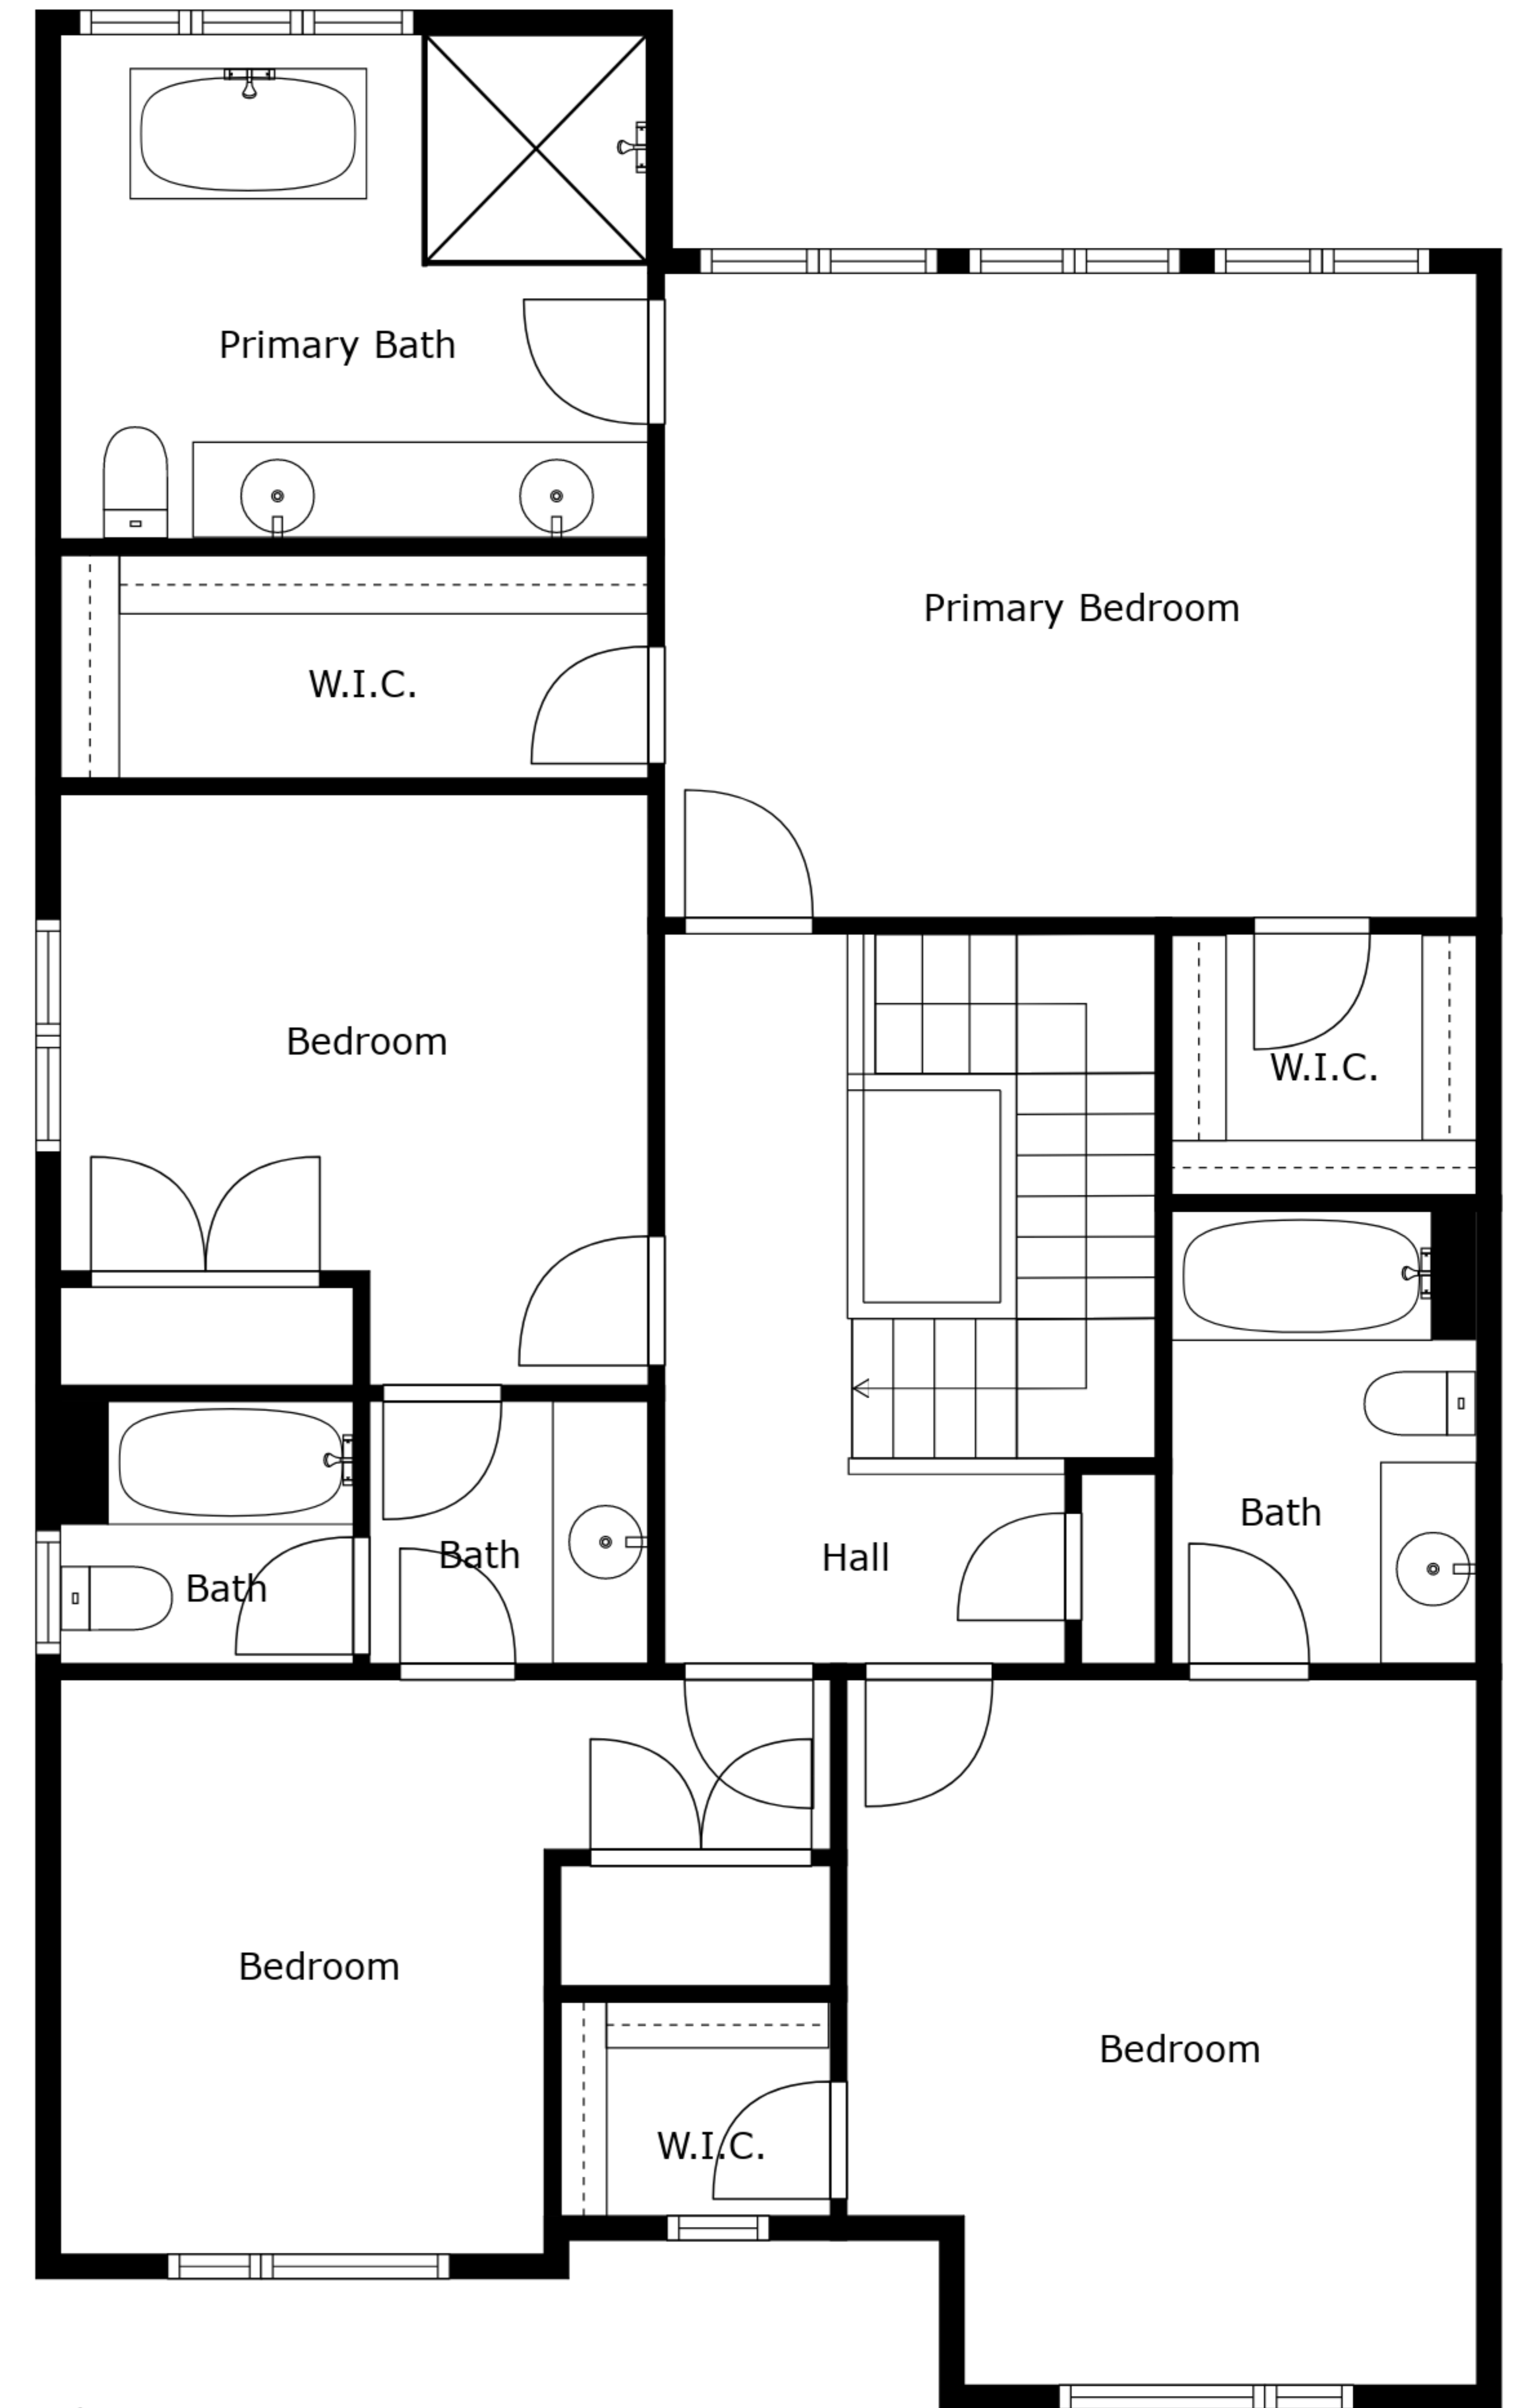 Primary Bath
Primary Bedroom
W.I.C.
Bedroom
W.I.C.
Bath
Bath
Bath
Hall
Bedroom
Bedroom
W.I.C.